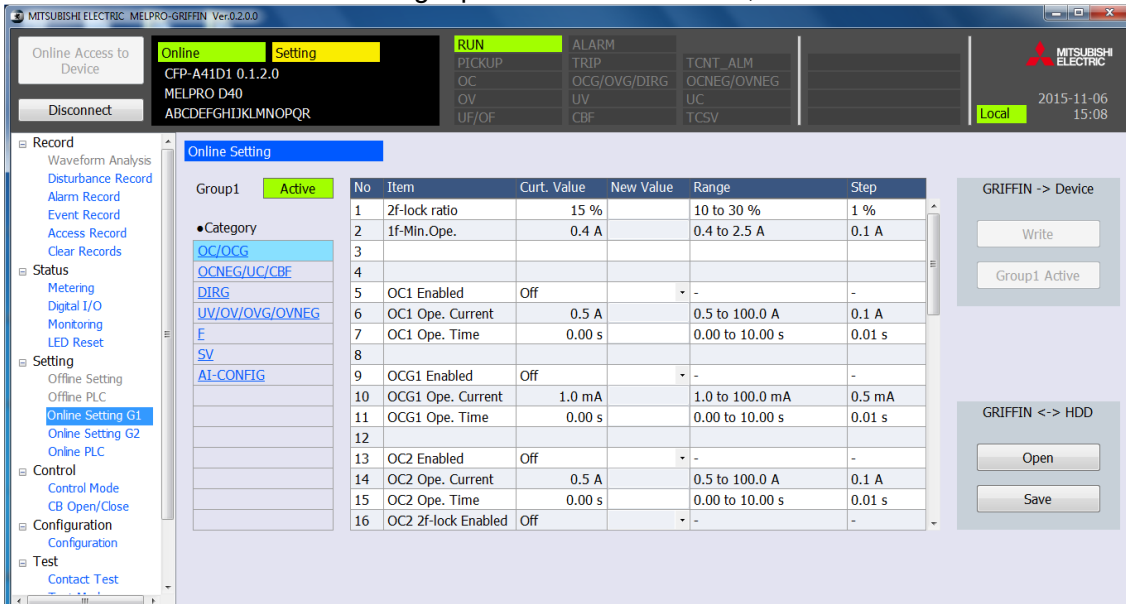 MITSUBISHI ELECTRIC MELPRO-GRIFFIN Ver.0.2.0.0
Online Access to Device
Disconnect
Online Setting
CFP-A41D1 0.1.2.0
MELPRO D40
ABCDEFGHIJKLMNOPQR
RUN ALARM
PICKUP TRIP TCNT_ALM
OC OCG/OVG/DIRG OCNEG/OVNEG
OV UV UC
UF/OF CBF TCSV
MITSUBISHI ELECTRIC
2015-11-06
Local 15:08
Record
Waveform Analysis
Disturbance Record
Alarm Record
Event Record
Access Record
Clear Records
Status
Metering
Digital I/O
Monitoring
LED Reset
Setting
Offline Setting
Offline PLC
Online Setting G1
Online Setting G2
Online PLC
Control
Control Mode
CB Open/Close
Configuration
Configuration
Test
Contact Test
Online Setting
Group1 Active
●Category
OC/OCG
OCNEG/UC/CBF
DIRG
UV/OV/OVG/OVNEG
F
SV
AI-CONFIG
No Item Curt. Value New Value Range Step
1 2f-lock ratio 15 % 10 to 30 % 1 %
2 1f-Min.Ope. 0.4 A 0.4 to 2.5 A 0.1 A
3
4
5 OC1 Enabled Off - -
6 OC1 Ope. Current 0.5 A 0.5 to 100.0 A 0.1 A
7 OC1 Ope. Time 0.00 s 0.00 to 10.00 s 0.01 s
8
9 OCG1 Enabled Off - -
10 OCG1 Ope. Current 1.0 mA 1.0 to 100.0 mA 0.5 mA
11 OCG1 Ope. Time 0.00 s 0.00 to 10.00 s 0.01 s
12
13 OC2 Enabled Off - -
14 OC2 Ope. Current 0.5 A 0.5 to 100.0 A 0.1 A
15 OC2 Ope. Time 0.00 s 0.00 to 10.00 s 0.01 s
16 OC2 2f-lock Enabled Off - -
GRIFFIN -> Device
Write
Group1 Active
GRIFFIN <-> HDD
Open
Save